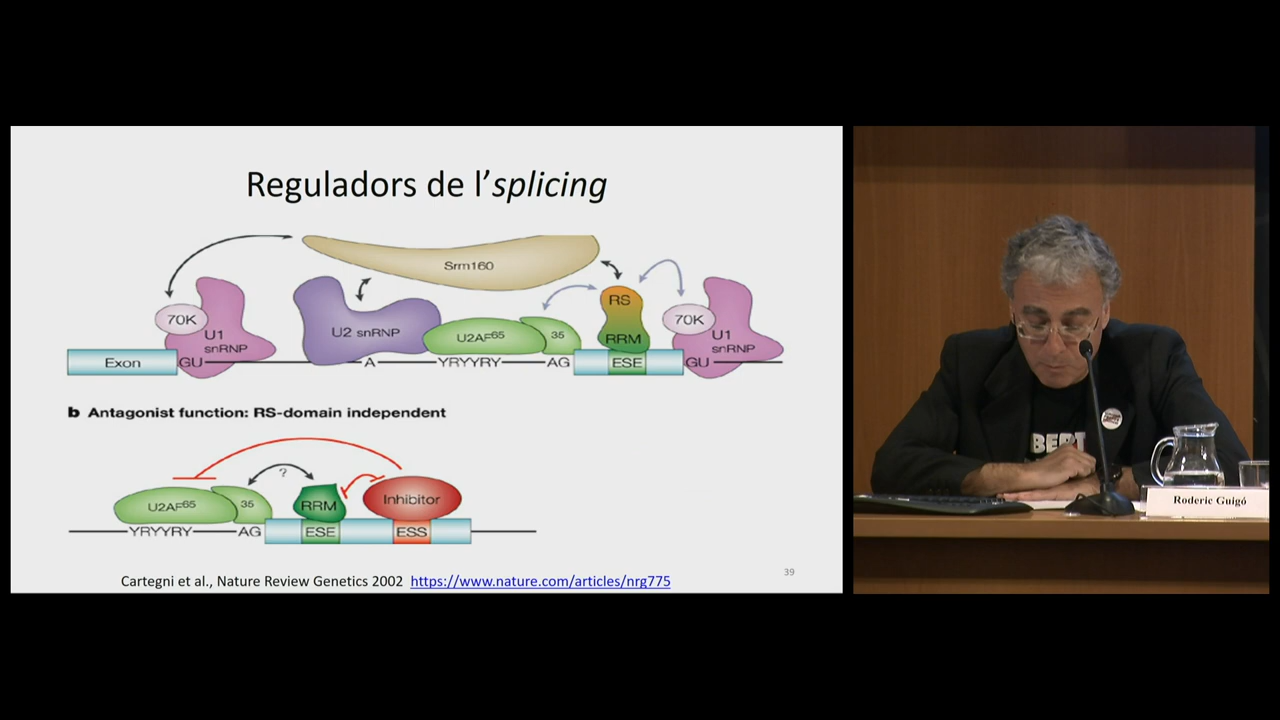 Reguladors de l'splicing
Srm160
70K
U1
snRNP
U2 snRNP
U2AF65
35
RS
RRM
70K
U1
snRNP
Exon
GU
A
YRYYRY
AG
ESE
GU
b Antagonist function: RS-domain independent
?
U2AF65
35
RRM
Inhibitor
YRYYRY
AG
ESE
ESS
Cartegni et al., Nature Review Genetics 2002 https://www.nature.com/articles/nrg775
39
BERT
Roderic Guigó